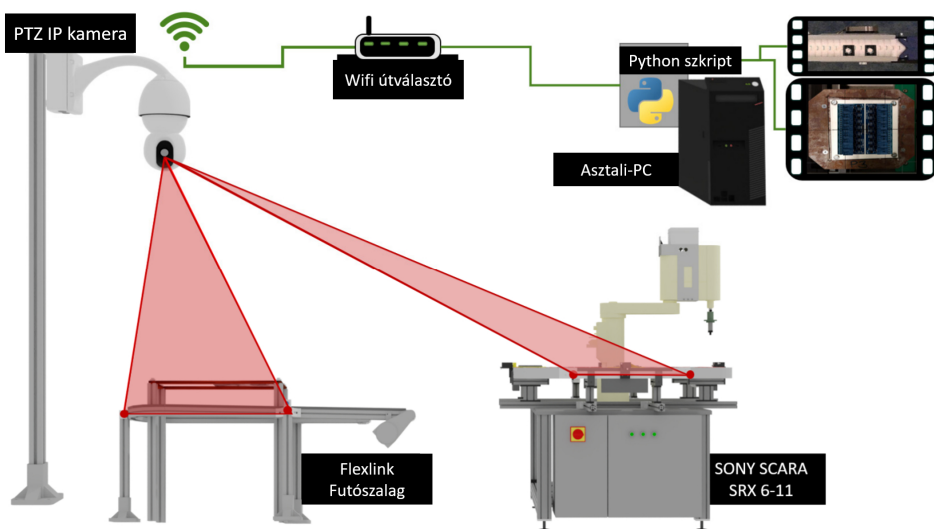 PTZ IP kamera
Wifi útválasztó
Python szkript
Asztali-PC
Flexlink
Futószalag
SONY SCARA
SRX 6-11